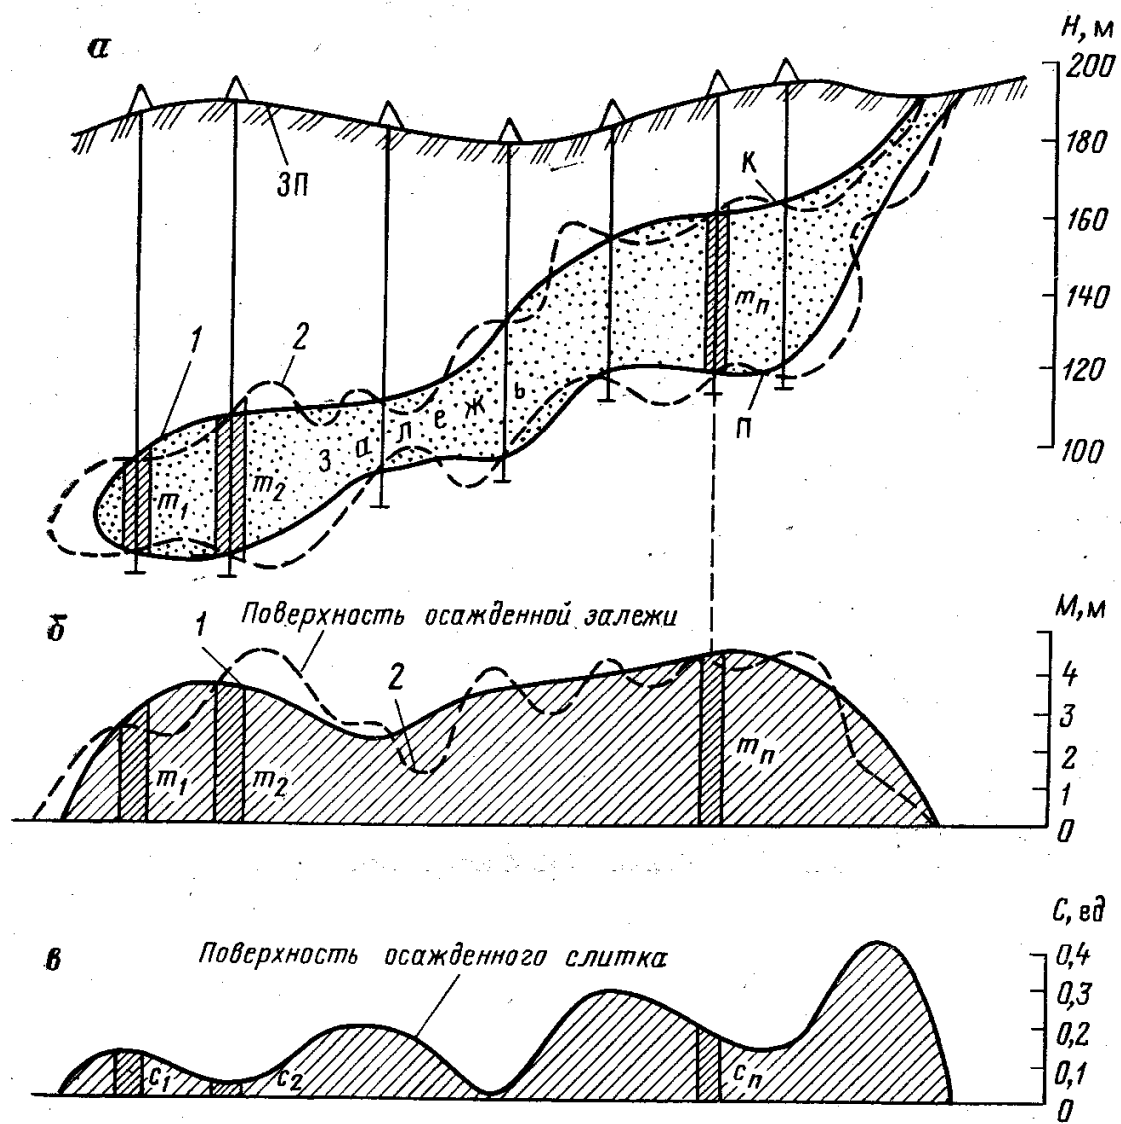 а
H, м
200
180
160
140
120
100
ЗП
К
1
2
m₁
m₂
залежь
mп
П
б
Поверхность осажденной залежи
1
2
M, м
4
3
2
1
0
m₁
m₂
mп
в
Поверхность осажденного слитка
C, ед
0,4
0,3
0,2
0,1
0
c₁
c₂
cп